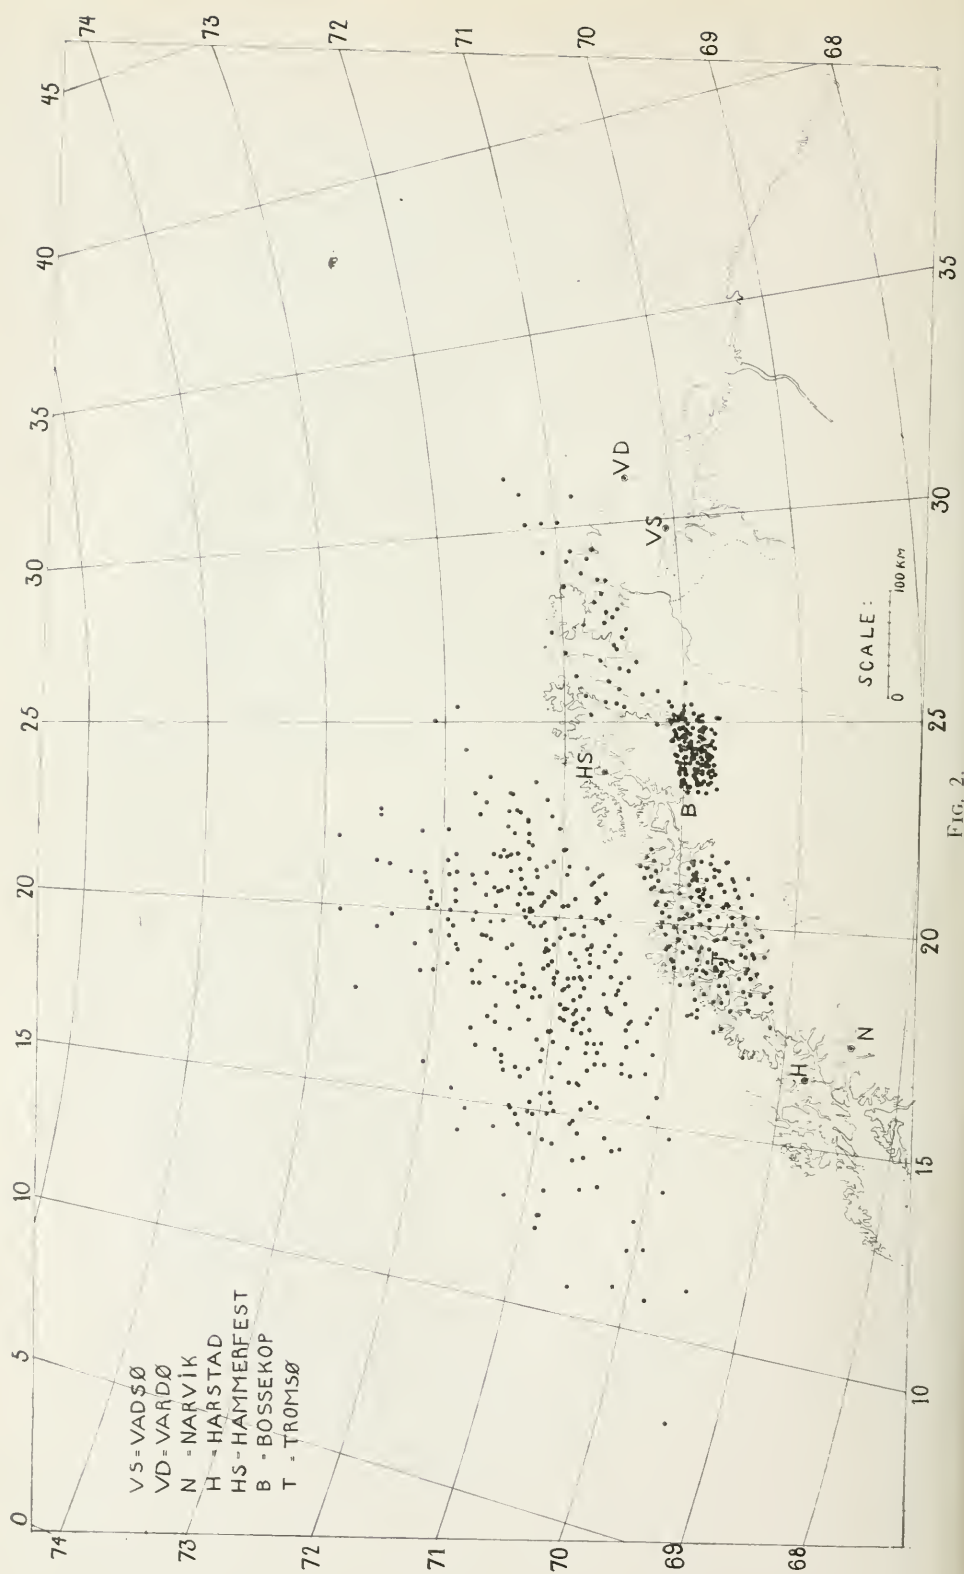 0
5
10
15
20
25
30
35
40
45
74
73
72
71
70
69
68
74
73
72
71
70
69
68
VS=VADSØ
VD=VARDØ
N -NARVIK
H =HARSTAD
HS-HAMMERFEST
B -BOSSEKOP
T -TROMSØ
HS
VD
VS
B
T
H
N
SCALE:
0 100 KM
10
15
20
25
30
35
FIG. 2.